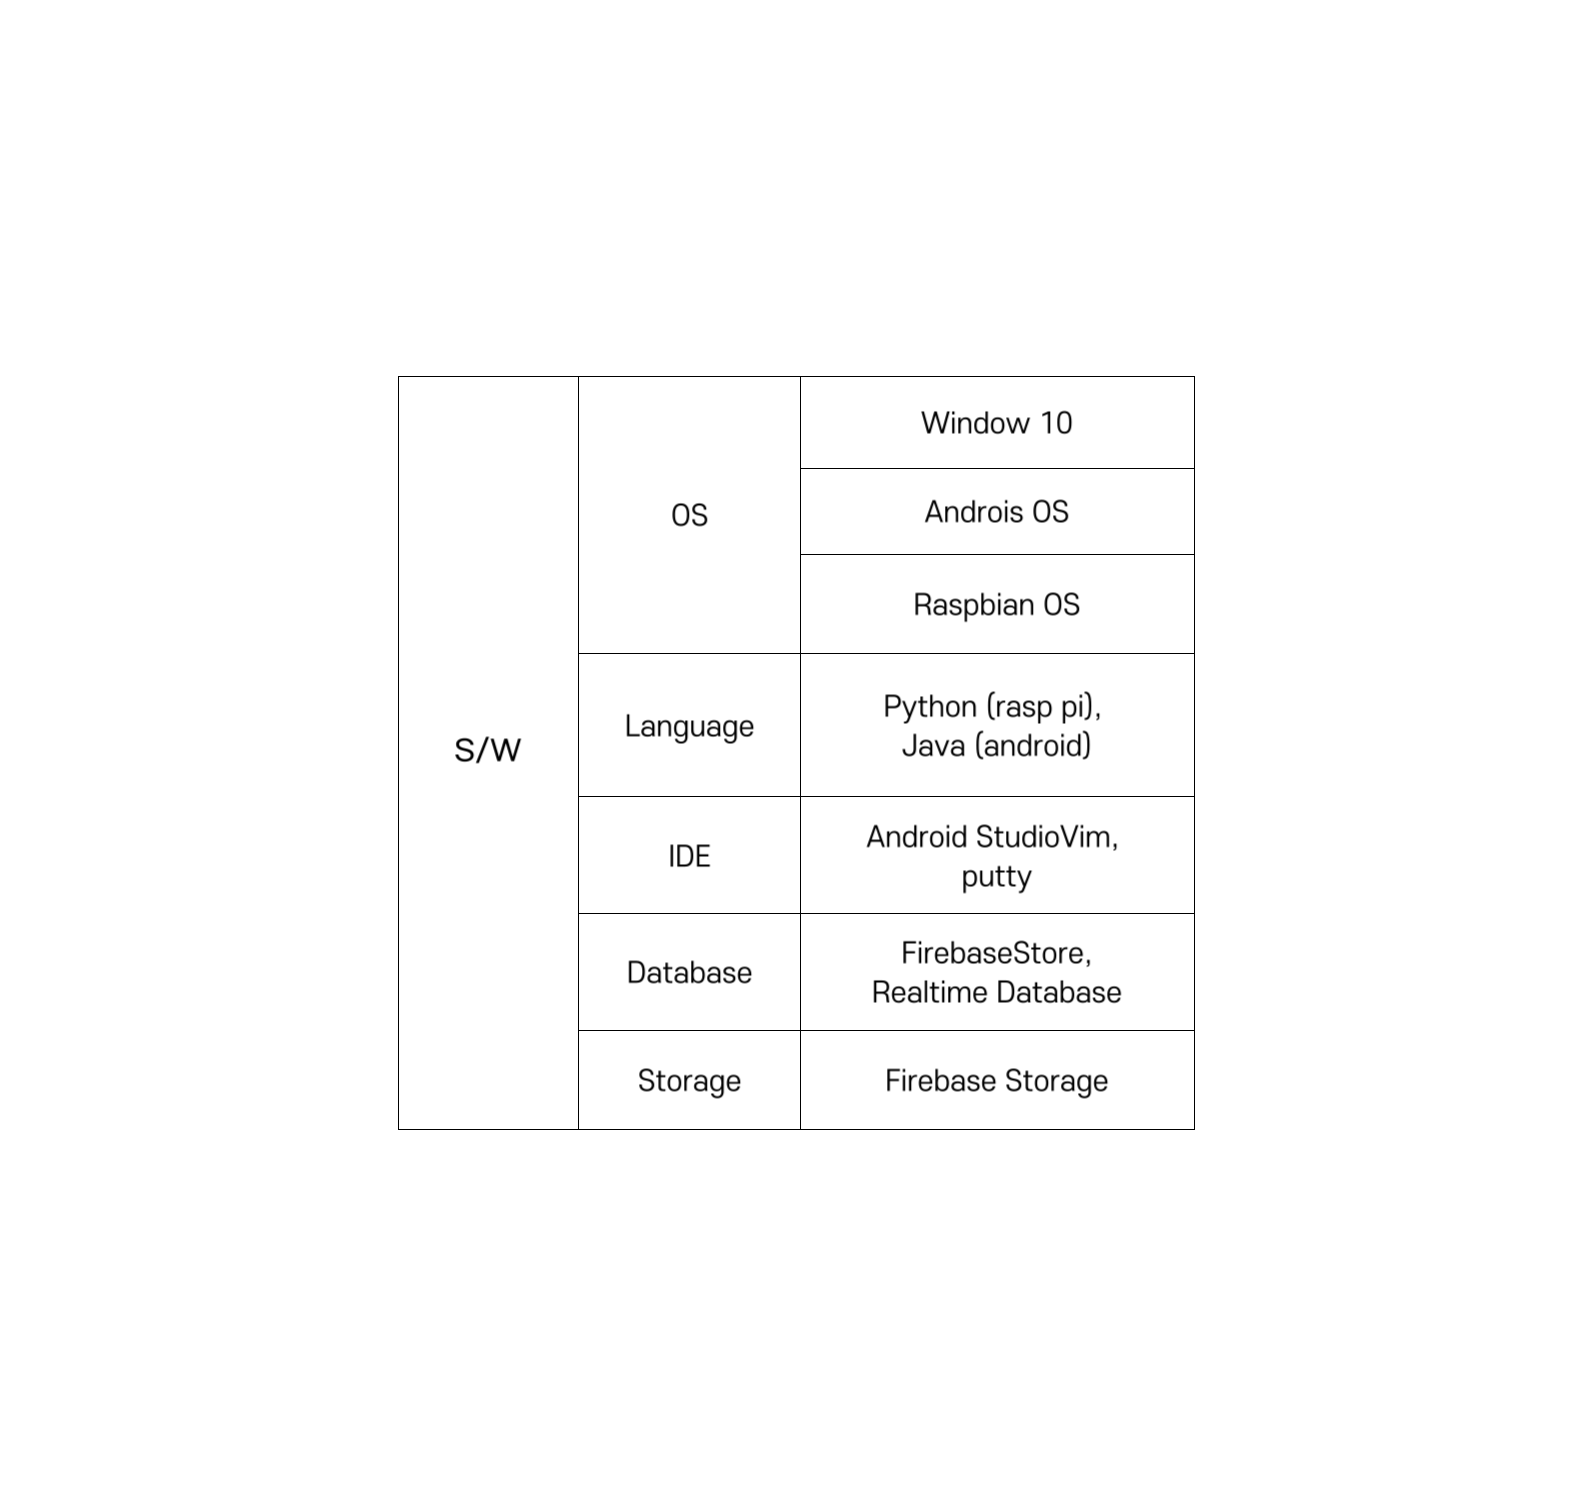 S/W
OS
Window 10
Androis OS
Raspbian OS
Language
Python (rasp pi),
Java (android)
IDE
Android StudioVim,
putty
Database
FirebaseStore,
Realtime Database
Storage
Firebase Storage